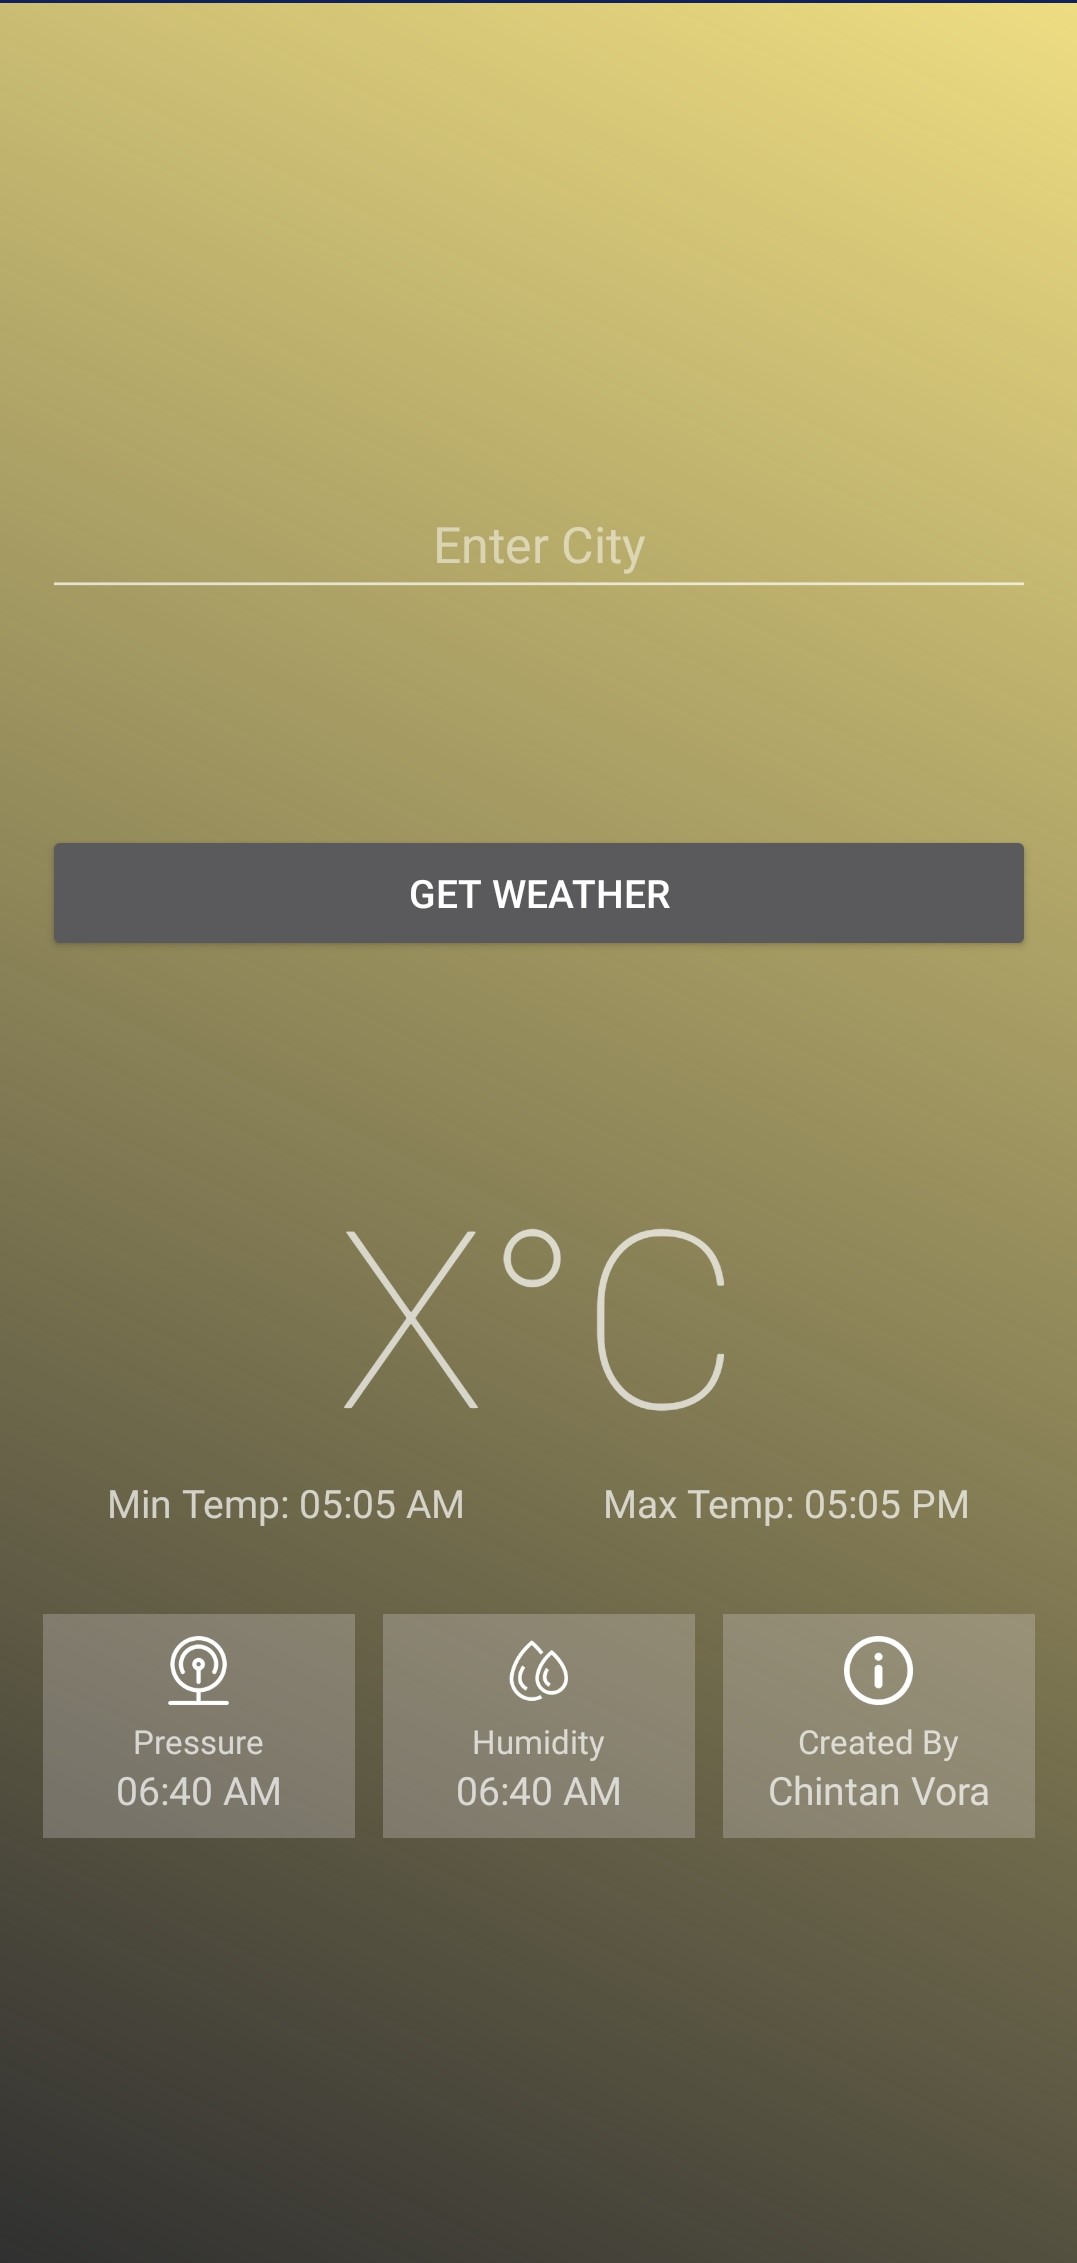 Enter City
GET WEATHER
X°C
Min Temp: 05:05 AM
Max Temp: 05:05 PM
Pressure
06:40 AM
Humidity
06:40 AM
Created By
Chintan Vora